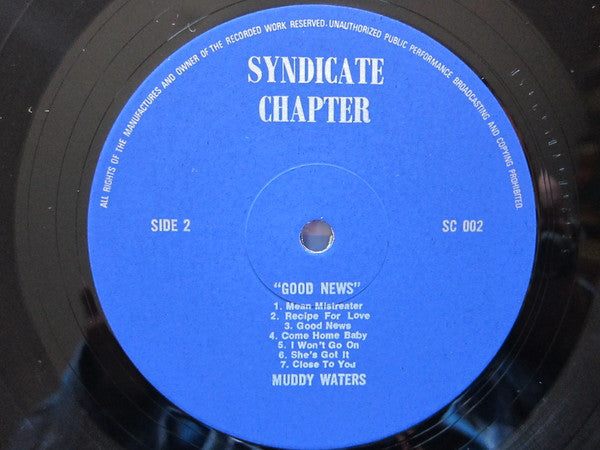 ALL RIGHTS OF THE MANUFACTURES AND OWNER OF THE RECORDED WORK RESERVED. UNAUTHORIZED PUBLIC PERFORMANCE BROADCASTING AND COPYING PROHIBITED.
SYNDICATE
CHAPTER
SIDE 2
SC 002
"GOOD NEWS"
1. Mean Mistreater
2. Recipe For Love
3. Good News
4. Come Home Baby
5. I Won't Go On
6. She's Got It
7. Close To You
MUDDY WATERS